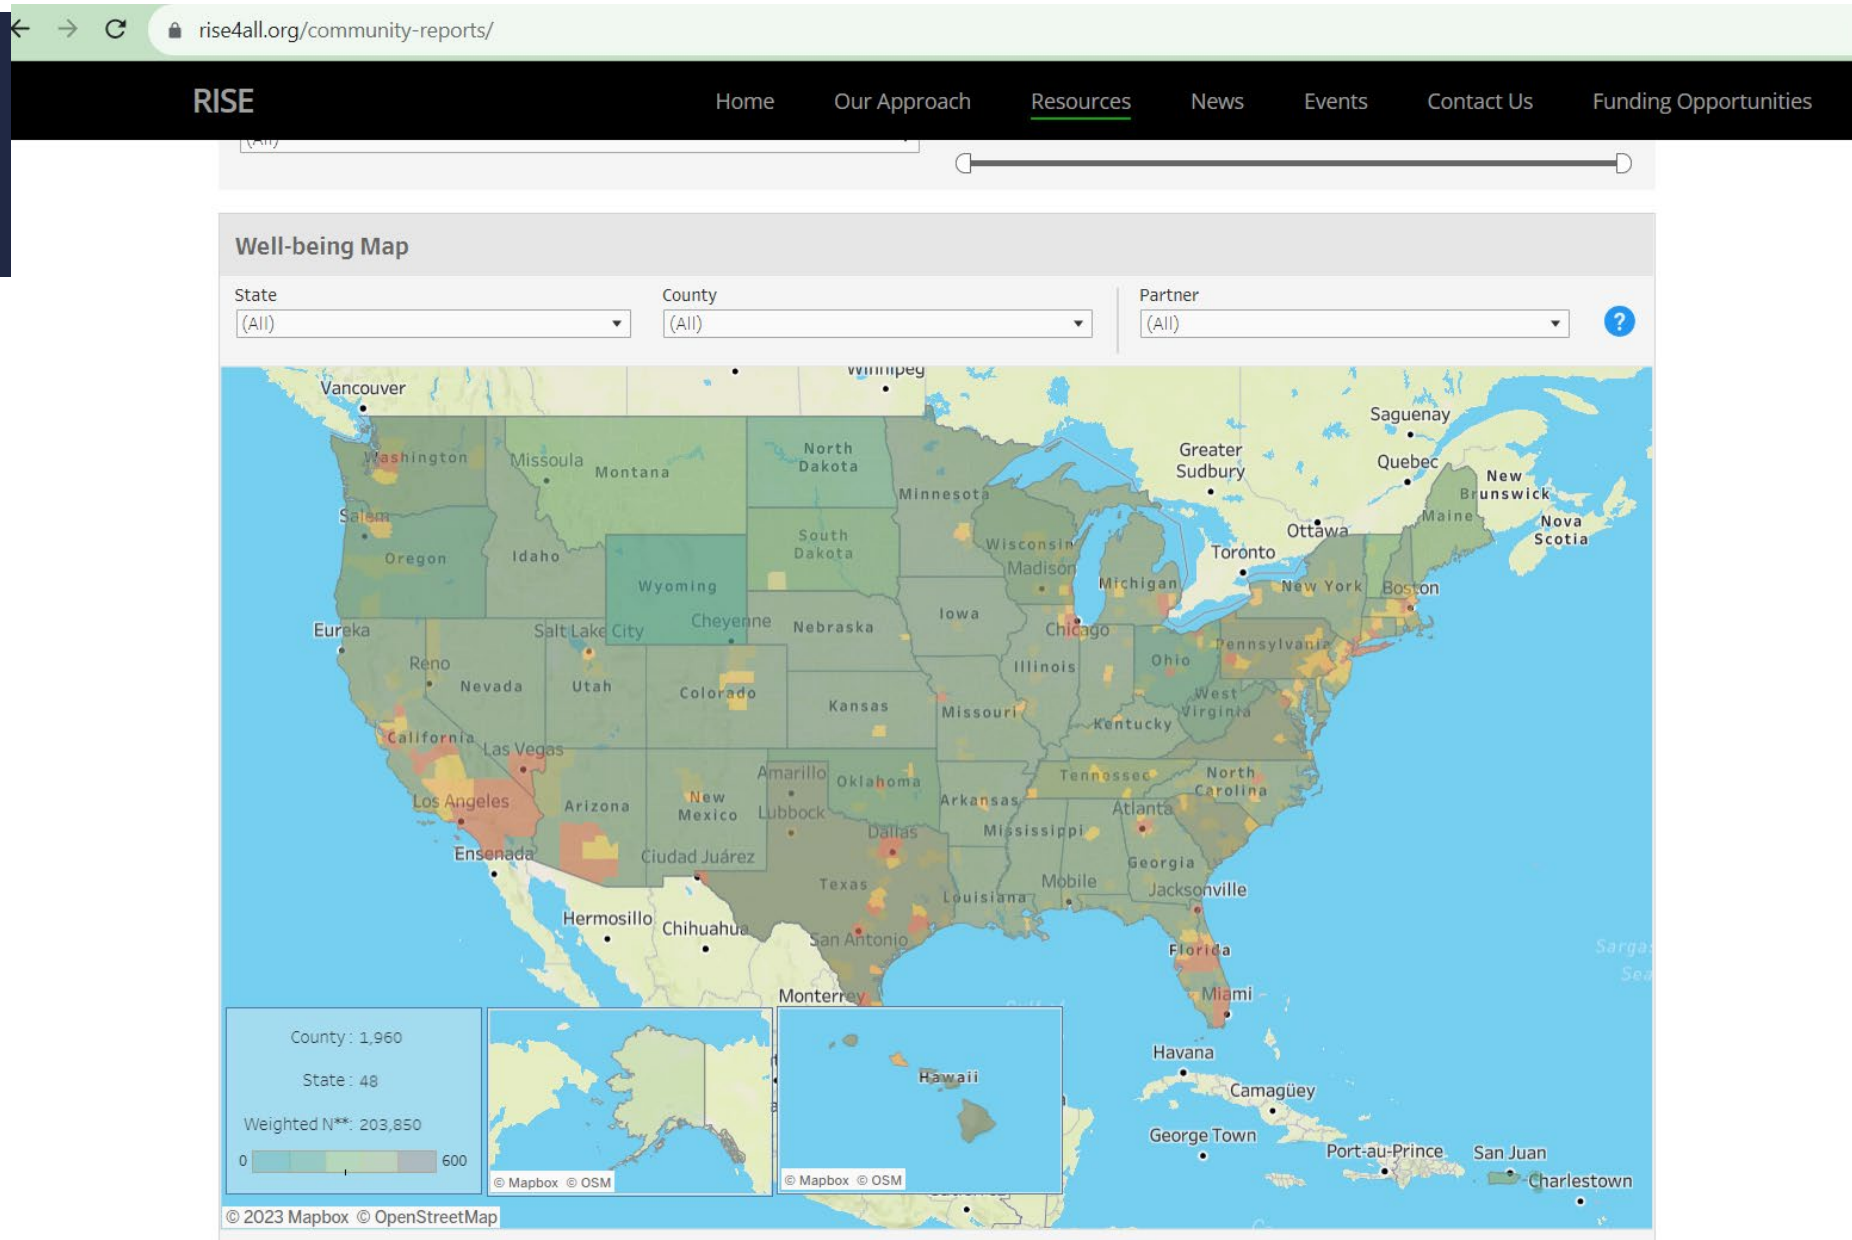 rise4all.org/community-reports/
RISE Home Our Approach Resources News Events Contact Us Funding Opportunities
(All)
Well-being Map
State County Partner
(All) (All) (All) ?
Winnipeg
Vancouver
Saguenay
Greater Sudbury
Quebec
New Brunswick
Washington
Missoula
Montana
North Dakota
Minnesota
Maine
Nova Scotia
Salem
Ottawa
Oregon
Idaho
South Dakota
Wisconsin
Toronto
Madison
Michigan
Wyoming
New York
Boston
Eureka
Salt Lake City
Cheyenne
Nebraska
Iowa
Chicago
Pennsylvania
Reno
Illinois
Ohio
Nevada
Utah
Colorado
Kansas
Missouri
West Virginia
Kentucky
California
Las Vegas
Amarillo
Oklahoma
Tennessee
North Carolina
Los Angeles
Arizona
New Mexico
Lubbock
Arkansas
Atlanta
Dallas
Mississippi
Ensenada
Ciudad Juárez
Georgia
Texas
Mobile
Jacksonville
Louisiana
Hermosillo
Chihuahua
San Antonio
Florida
Sargas
Sea
Monterrey
Miami
County: 1,960
State: 48
Weighted N**: 203,850
0 600
Hawaii
Havana
Camagüey
George Town
Port-au-Prince
San Juan
Charlestown
© Mapbox © OSM
© Mapbox © OSM
© 2023 Mapbox © OpenStreetMap